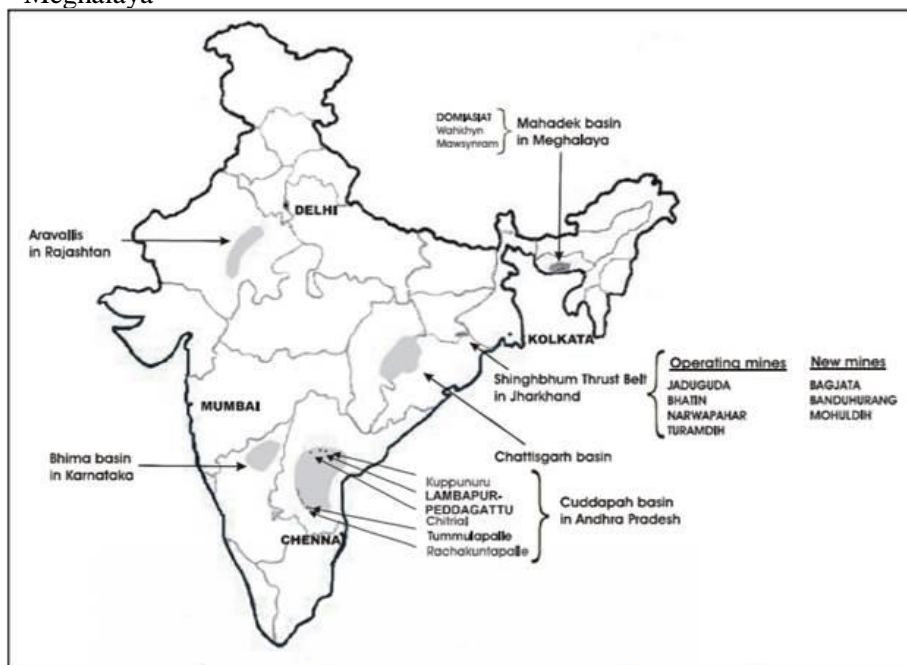 Meghalaya
DOMIASIAT
Wahkhyn
Mawsynram
Mahadek basin
in Meghalaya
DELHI
Aravallis
in Rajashtan
KOLKATA
Shinghbhum Thrust Belt
in Jharkhand
Operating mines
JADUGUDA
BHATIN
NARWAPAHAR
TURAMDIH
New mines
BAGJATA
BANDUHURANG
MOHULDIH
MUMBAI
Chattisgarh basin
Bhima basin
in Karnataka
Kuppunuru
LAMBAPUR-
PEDDAGATTU
Chitrial
Tummulapalle
Rachakuntapalle
Cuddapah basin
in Andhra Pradesh
CHENNAI